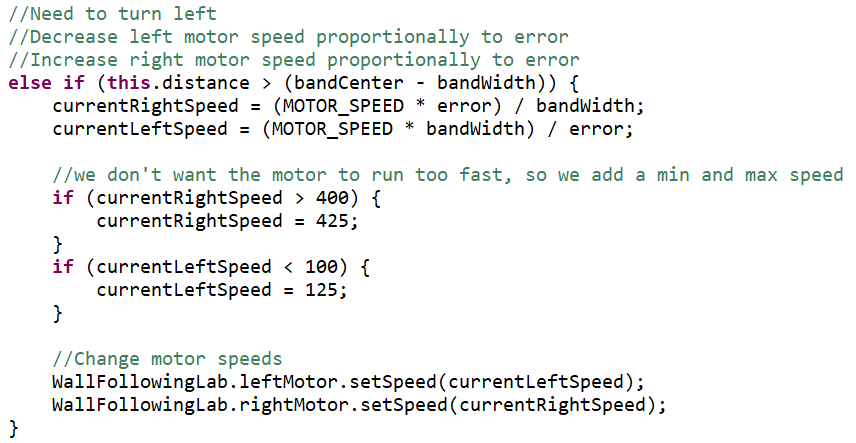 //Need to turn left
//Decrease left motor speed proportionally to error
//Increase right motor speed proportionally to error
else if (this.distance > (bandCenter - bandWidth)) {
    currentRightSpeed = (MOTOR_SPEED * error) / bandWidth;
    currentLeftSpeed = (MOTOR_SPEED * bandWidth) / error;

    //we don't want the motor to run too fast, so we add a min and max speed
    if (currentRightSpeed > 400) {
        currentRightSpeed = 425;
    }
    if (currentLeftSpeed < 100) {
        currentLeftSpeed = 125;
    }

    //Change motor speeds
    WallFollowingLab.leftMotor.setSpeed(currentLeftSpeed);
    WallFollowingLab.rightMotor.setSpeed(currentRightSpeed);
}